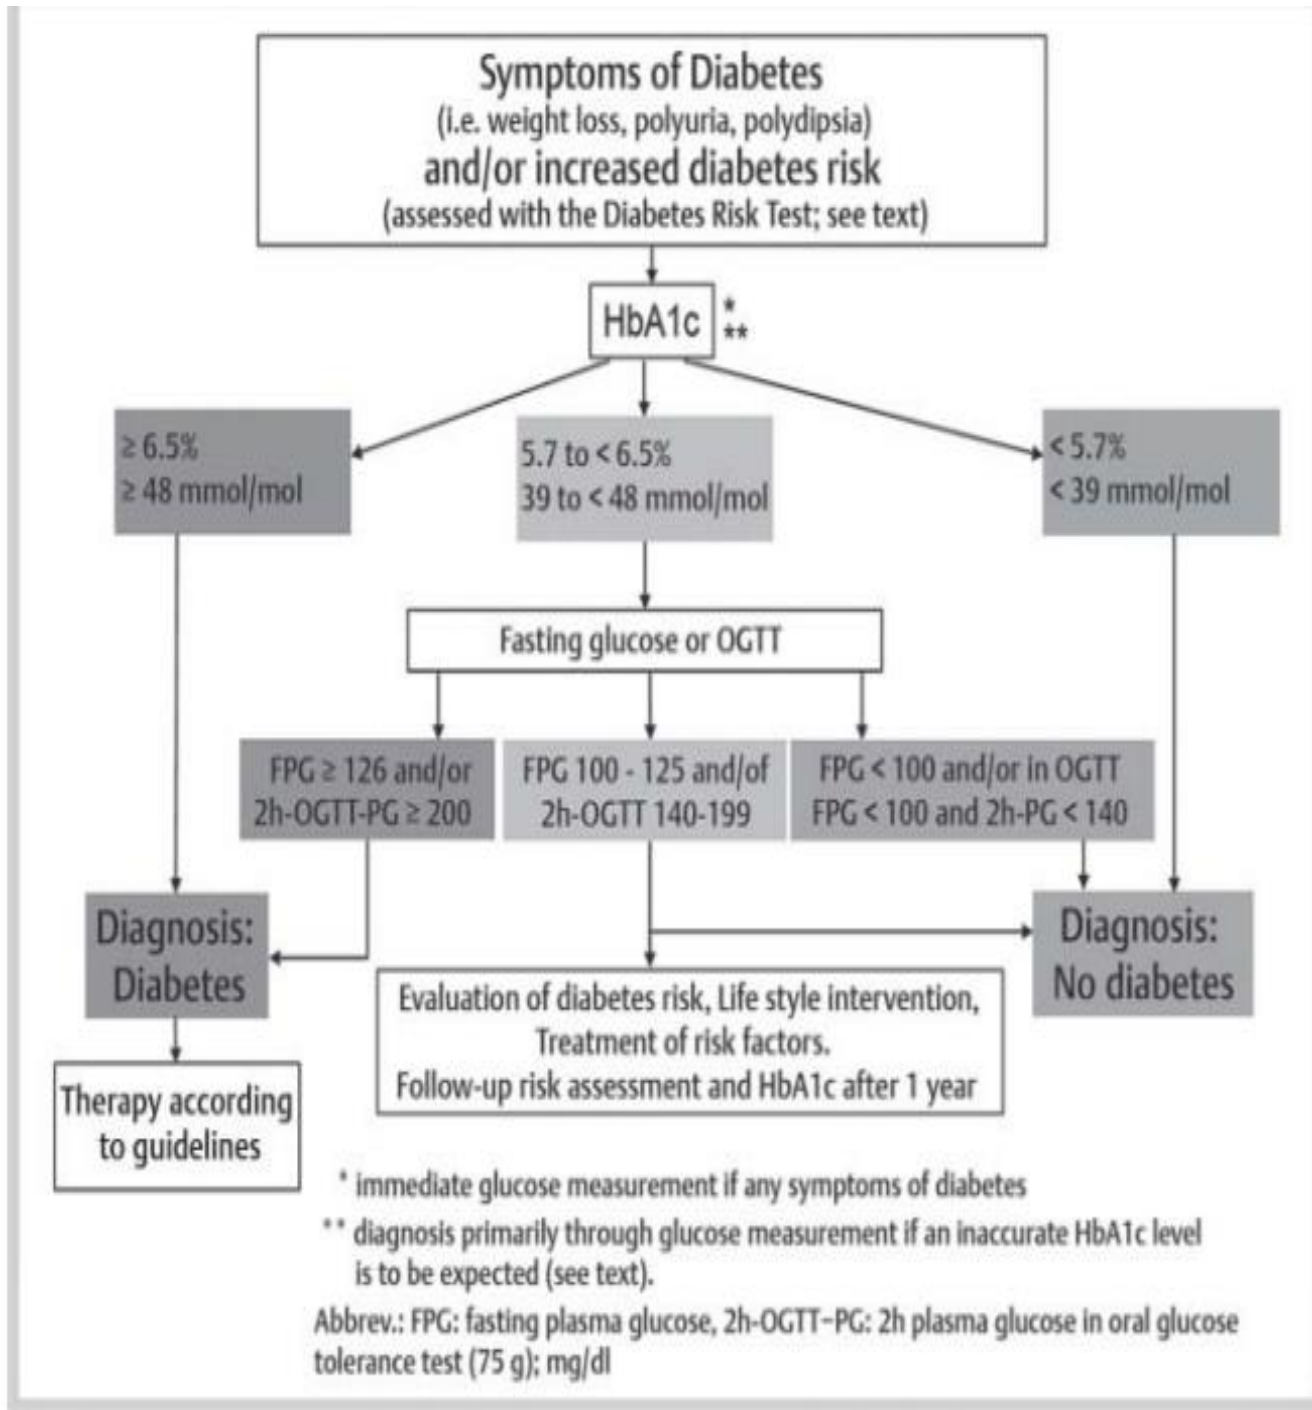 Symptoms of Diabetes
(i.e. weight loss, polyuria, polydipsia)
and/or increased diabetes risk
(assessed with the Diabetes Risk Test; see text)
HbA1c *
**
≥ 6.5%
≥ 48 mmol/mol
5.7 to < 6.5%
39 to < 48 mmol/mol
< 5.7%
< 39 mmol/mol
Fasting glucose or OGTT
FPG ≥ 126 and/or
2h-OGTT-PG ≥ 200
FPG 100 - 125 and/of
2h-OGTT 140-199
FPG < 100 and/or in OGTT
FPG < 100 and 2h-PG < 140
Diagnosis:
Diabetes
Diagnosis:
No diabetes
Evaluation of diabetes risk, Life style intervention,
Treatment of risk factors.
Follow-up risk assessment and HbA1c after 1 year
Therapy according
to guidelines
* immediate glucose measurement if any symptoms of diabetes
** diagnosis primarily through glucose measurement if an inaccurate HbA1c level
is to be expected (see text).
Abbrev.: FPG: fasting plasma glucose, 2h-OGTT-PG: 2h plasma glucose in oral glucose
tolerance test (75 g); mg/dl